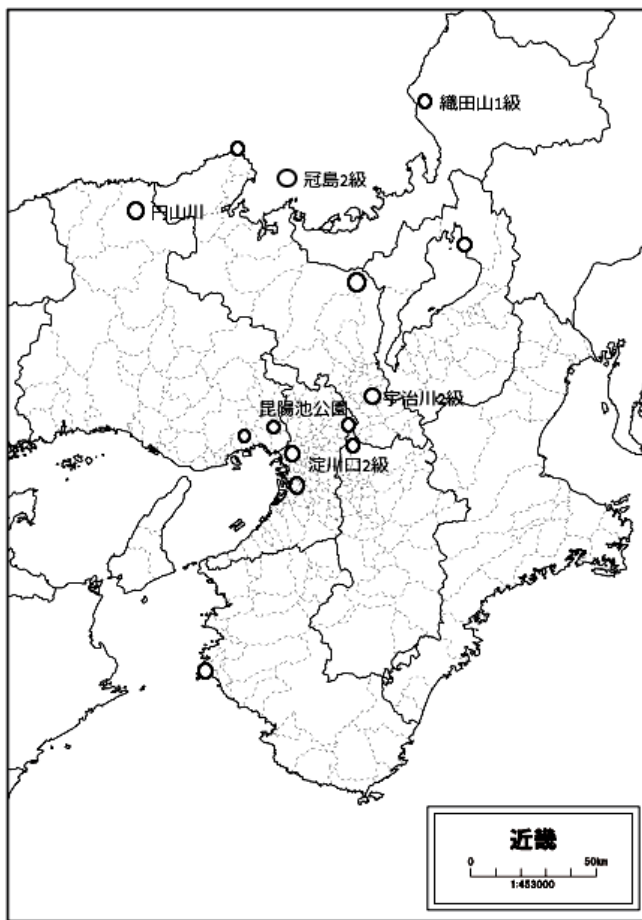 織田山1級
冠島2級
円山川
宇治川2級
昆陽池公園
淀川口2級
近畿
0 50km
1:453000